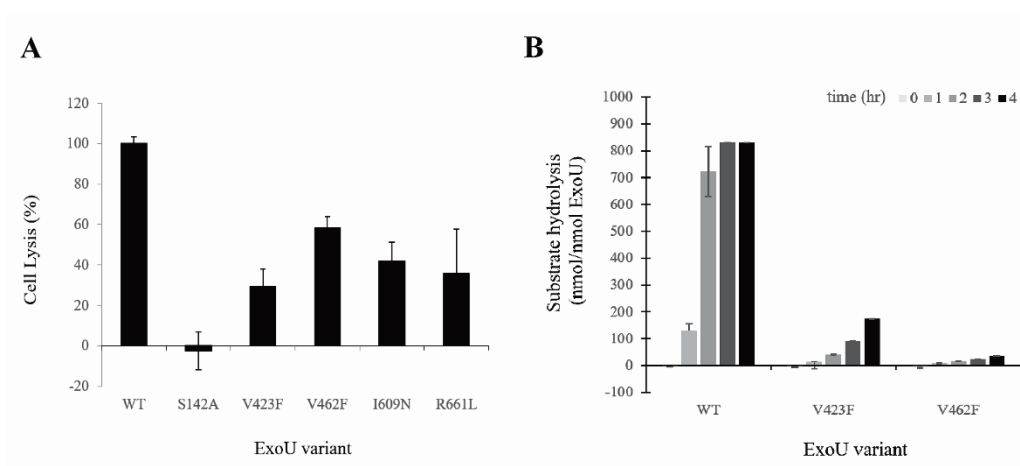 A
120
100
80
60
40
20
0
-20
Cell Lysis (%)
WT S142A V423F V462F I609N R661L
ExoU variant
B
time (hr) 0 1 2 3 4
1000
900
800
700
600
500
400
300
200
100
0
-100
Substrate hydrolysis
(nmol/nmol ExoU)
WT V423F V462F
ExoU variant